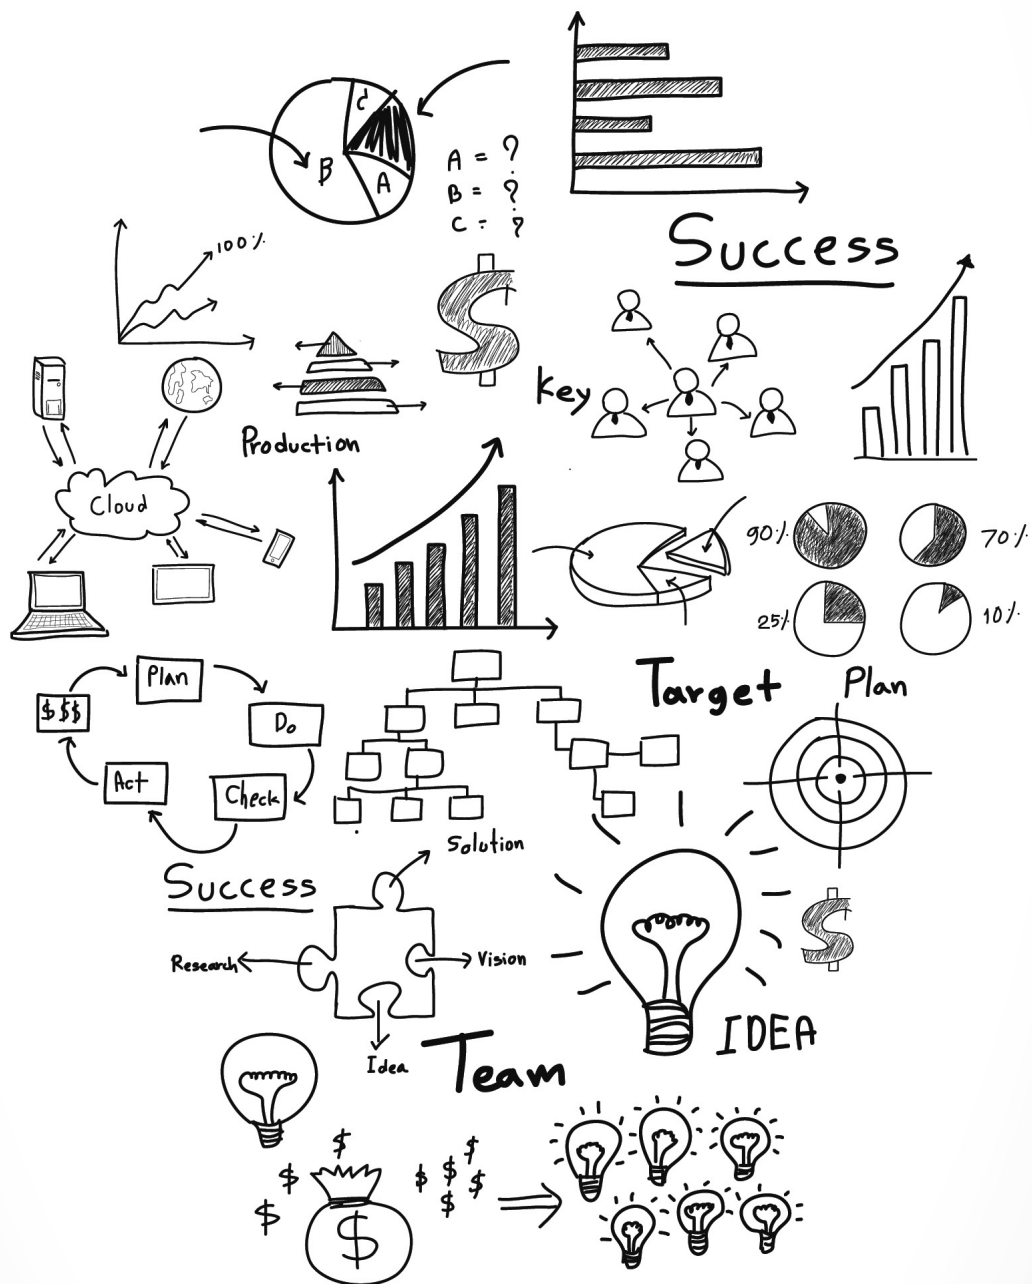 C
B
A
A = ?
B = ?
C = ?
Success
100%
Key
Production
Cloud
90%
70%
25%
10%
Target
Plan
Plan
$$$
Do
Act
Check
Solution
Success
Research
Vision
Idea
IDEA
Team
$
$
$
$
$
$
$
$
$